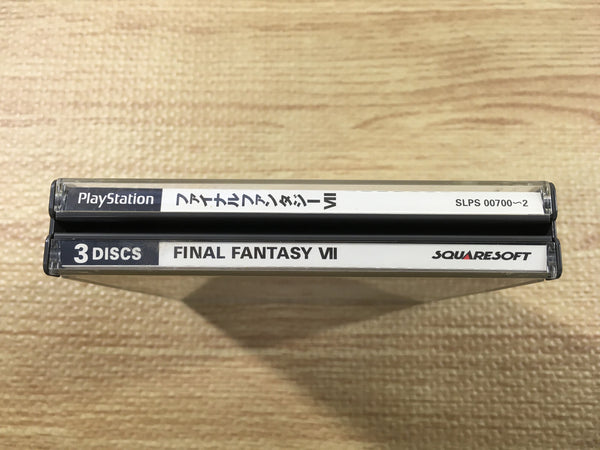 PlayStation ファイナルファンタジーVII SLPS 00700~2
3 DISCS FINAL FANTASY VII SQUARESOFT